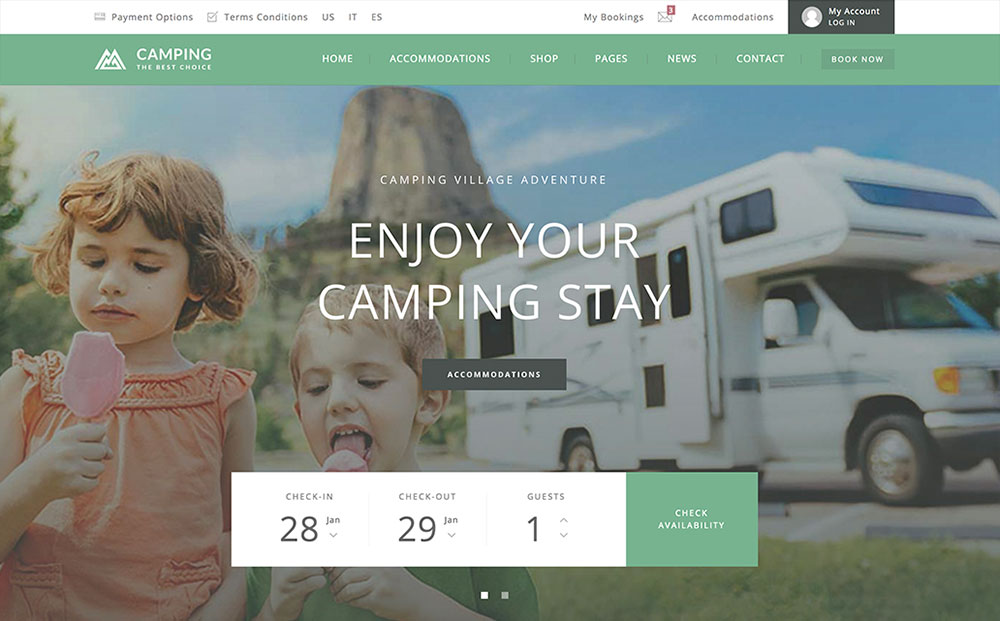 Payment Options Terms Conditions US IT ES My Bookings 3 Accommodations My Account
LOG IN
CAMPING
THE BEST CHOICE
HOME ACCOMMODATIONS SHOP PAGES NEWS CONTACT BOOK NOW
CAMPING VILLAGE ADVENTURE
ENJOY YOUR
CAMPING STAY
ACCOMMODATIONS
CHECK-IN CHECK-OUT GUESTS
28 Jan 29 Jan 1
CHECK
AVAILABILITY